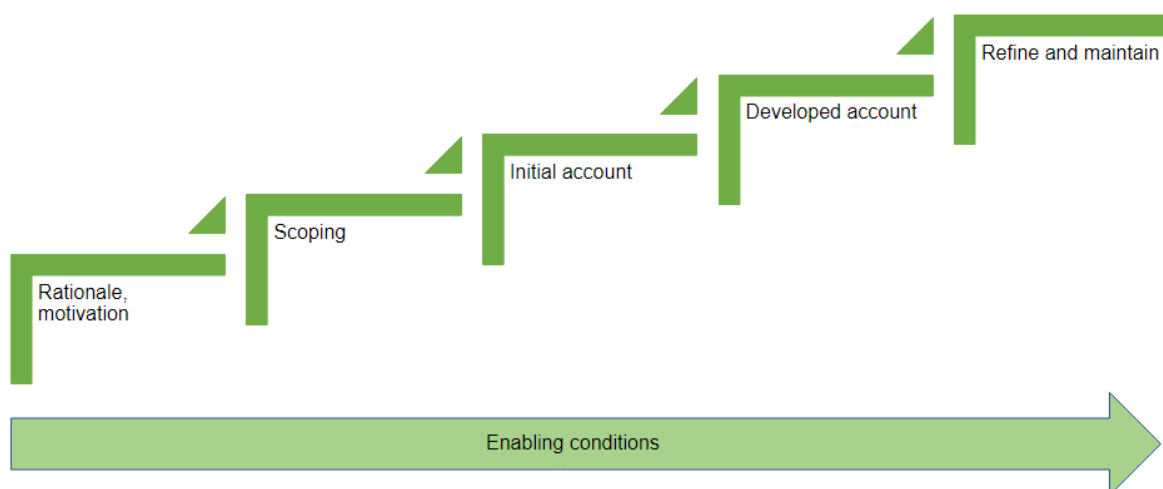 Refine and maintain
Developed account
Initial account
Scoping
Rationale,
motivation
Enabling conditions